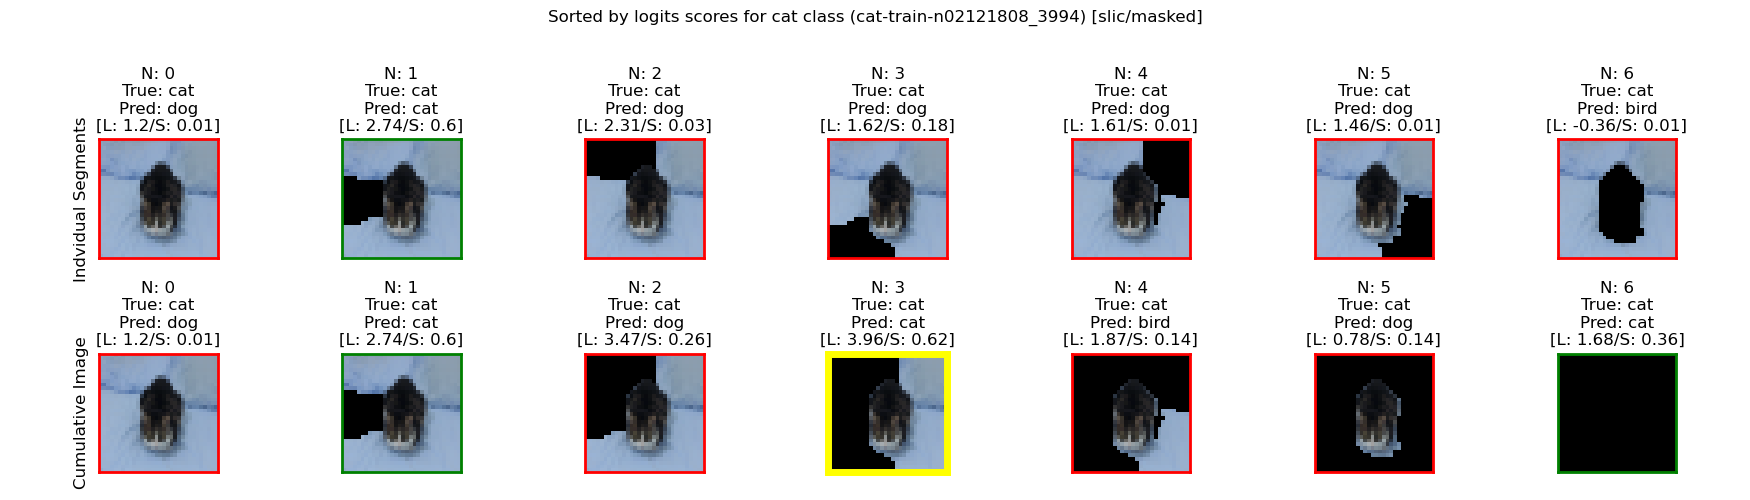 Sorted by logits scores for cat class (cat-train-n02121808_3994) [slic/masked]
Indvidual Segments
N: 0
True: cat
Pred: dog
[L: 1.2/S: 0.01]
N: 1
True: cat
Pred: cat
[L: 2.74/S: 0.6]
N: 2
True: cat
Pred: dog
[L: 2.31/S: 0.03]
N: 3
True: cat
Pred: dog
[L: 1.62/S: 0.18]
N: 4
True: cat
Pred: dog
[L: 1.61/S: 0.01]
N: 5
True: cat
Pred: dog
[L: 1.46/S: 0.01]
N: 6
True: cat
Pred: bird
[L: -0.36/S: 0.01]
Cumulative Image
N: 0
True: cat
Pred: dog
[L: 1.2/S: 0.01]
N: 1
True: cat
Pred: cat
[L: 2.74/S: 0.6]
N: 2
True: cat
Pred: dog
[L: 3.47/S: 0.26]
N: 3
True: cat
Pred: cat
[L: 3.96/S: 0.62]
N: 4
True: cat
Pred: bird
[L: 1.87/S: 0.14]
N: 5
True: cat
Pred: dog
[L: 0.78/S: 0.14]
N: 6
True: cat
Pred: cat
[L: 1.68/S: 0.36]